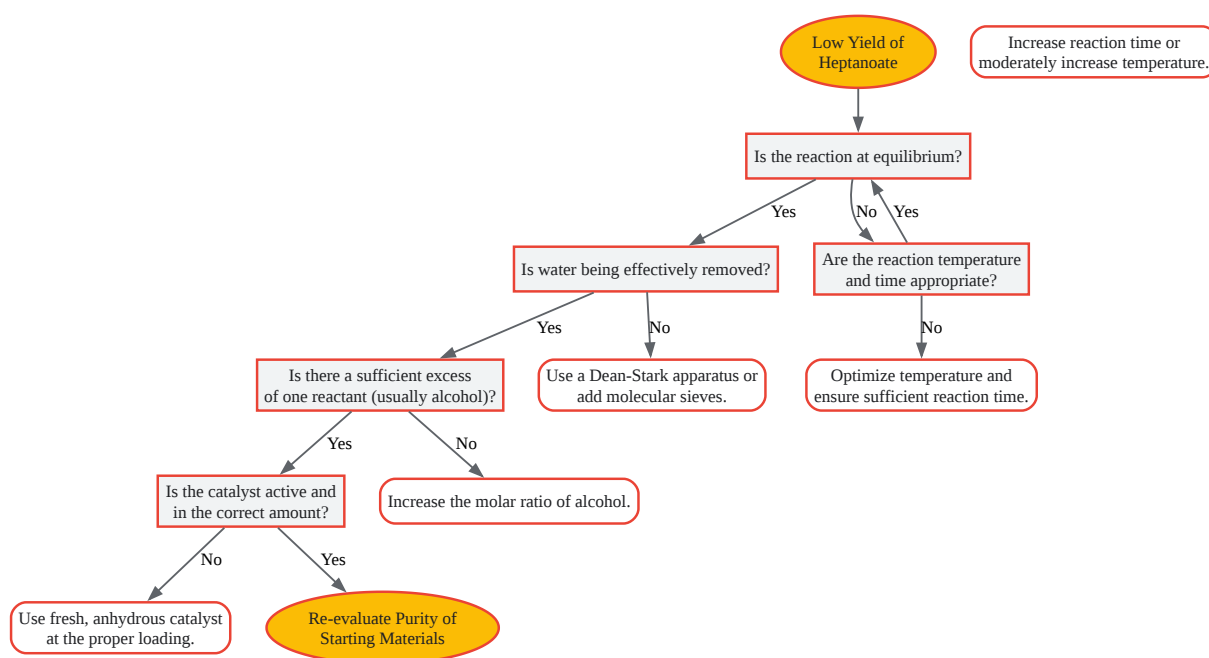 Low Yield of
Heptanoate
Increase reaction time or
moderately increase temperature.
Is the reaction at equilibrium?
Yes
No
Yes
Is water being effectively removed?
Are the reaction temperature
and time appropriate?
Yes
No
No
Is there a sufficient excess
of one reactant (usually alcohol)?
Use a Dean-Stark apparatus or
add molecular sieves.
Optimize temperature and
ensure sufficient reaction time.
Yes
No
Is the catalyst active and
in the correct amount?
Increase the molar ratio of alcohol.
No
Yes
Use fresh, anhydrous catalyst
at the proper loading.
Re-evaluate Purity of
Starting Materials